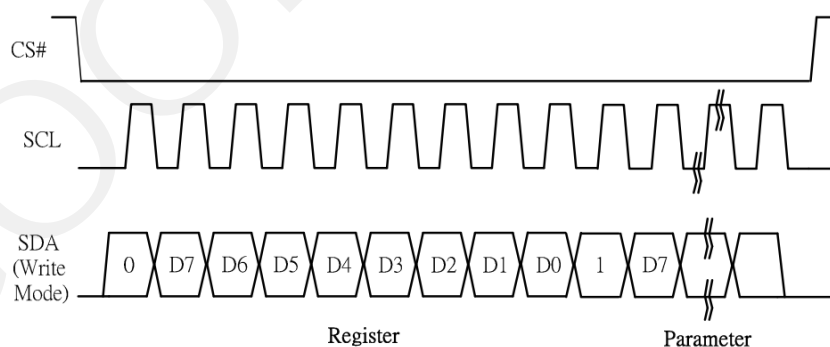 CS#
SCL
SDA
(Write
Mode)
0 D7 D6 D5 D4 D3 D2 D1 D0 1 D7
Register
Parameter